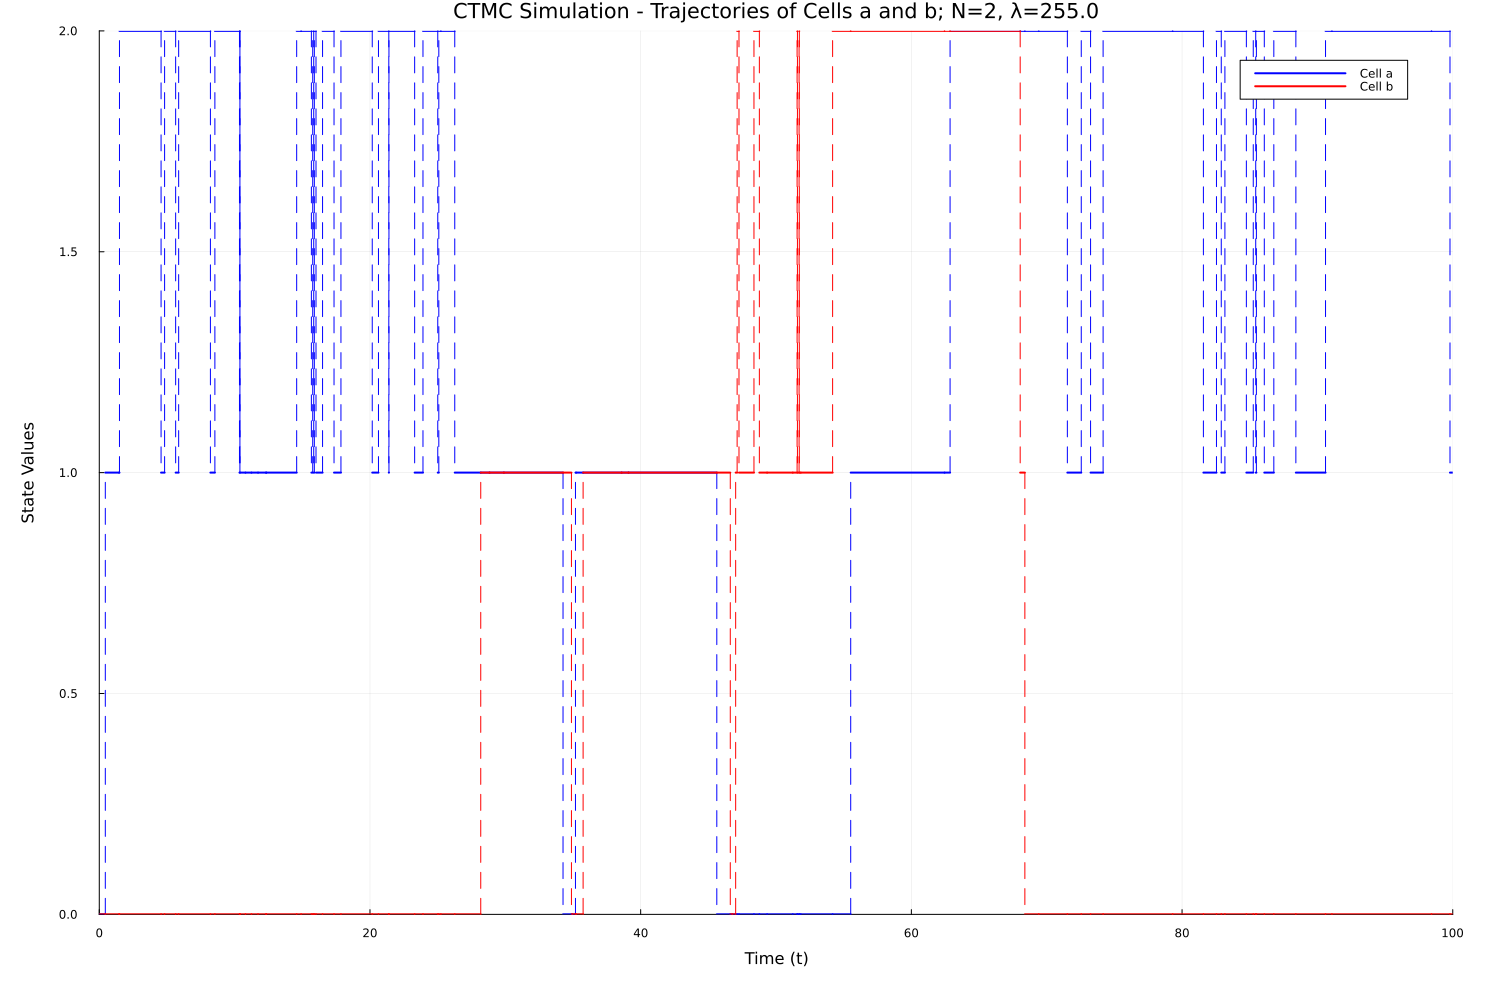 CTMC Simulation - Trajectories of Cells a and b; N=2, λ=255.0
2.0
Cell a
Cell b
1.5
1.0
State Values
0.5
0.0
0 20 40 60 80 100
Time (t)